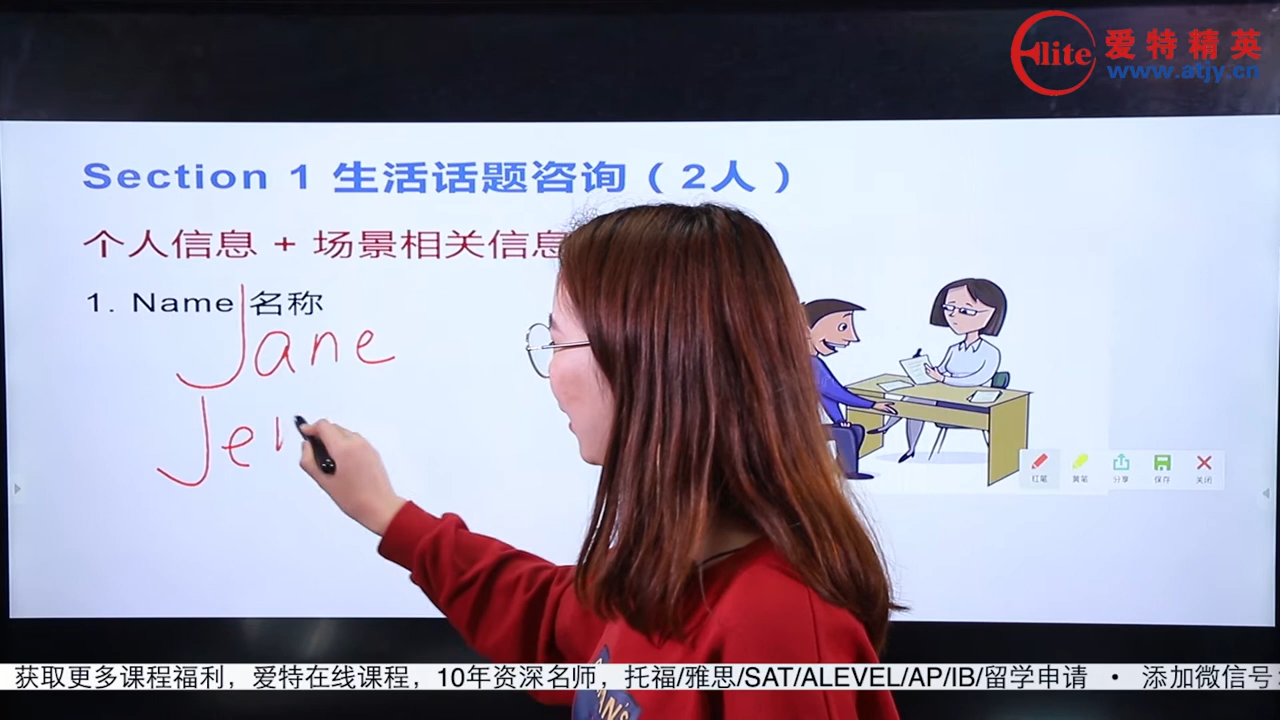 Elite 爱特精英
www.atjy.cn
Section 1 生活话题咨询（2人）
个人信息 + 场景相关信息
1. Name 名称
Jane
Jen
红笔 黄笔 分享 保存 关闭
获取更多课程福利，爱特在线课程，10年资深名师，托福/雅思/SAT/ALEVEL/AP/IB/留学申请 • 添加微信号